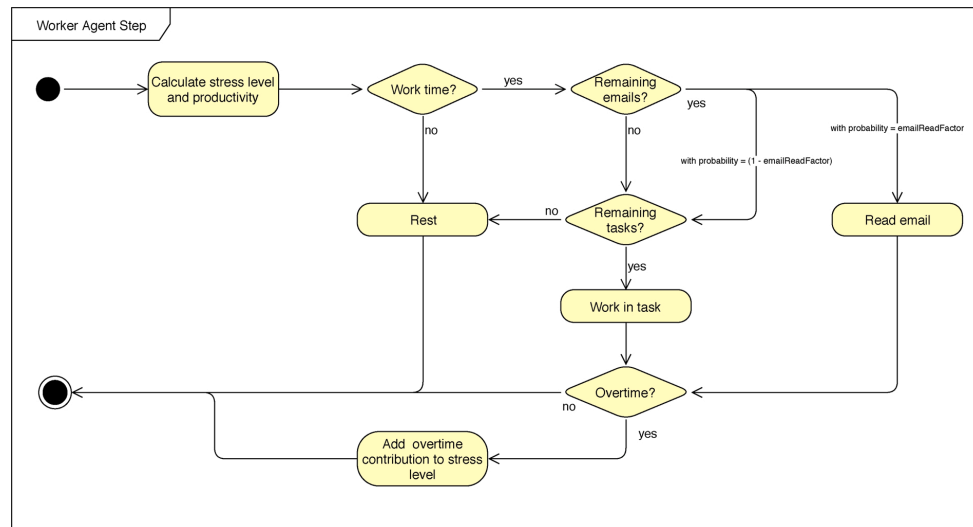 Worker Agent Step
Calculate stress level
and productivity
Work time?
yes
no
Remaining
emails?
yes
no
with probability = emailReadFactor
with probability = (1 - emailReadFactor)
Rest
no
Remaining
tasks?
Read email
yes
Work in task
Overtime?
no
yes
Add overtime
contribution to stress
level